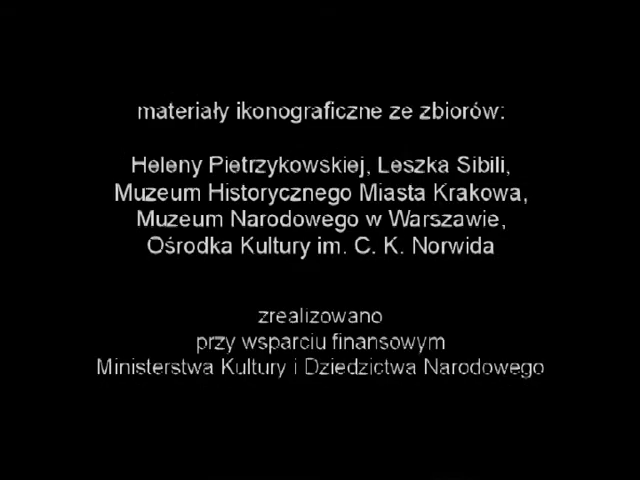 materiały ikonograficzne ze zbiorów:
Heleny Pietrzykowskiej, Leszka Sibili,
Muzeum Historycznego Miasta Krakowa,
Muzeum Narodowego w Warszawie,
Ośrodka Kultury im. C. K. Norwida
zrealizowano
przy wsparciu finansowym
Ministerstwa Kultury i Dziedzictwa Narodowego